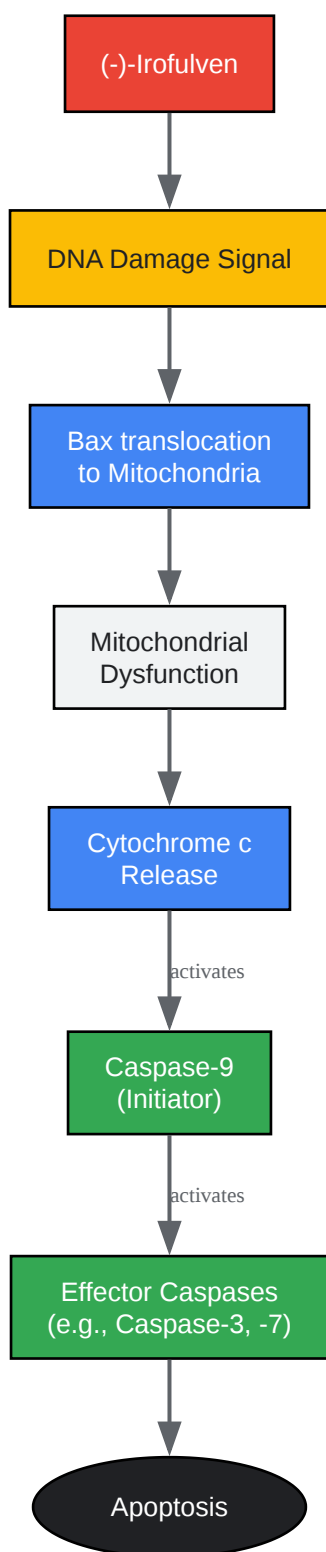 (-)-Irofulven
DNA Damage Signal
Bax translocation
to Mitochondria
Mitochondrial
Dysfunction
Cytochrome c
Release
activates
Caspase-9
(Initiator)
activates
Effector Caspases
(e.g., Caspase-3, -7)
Apoptosis